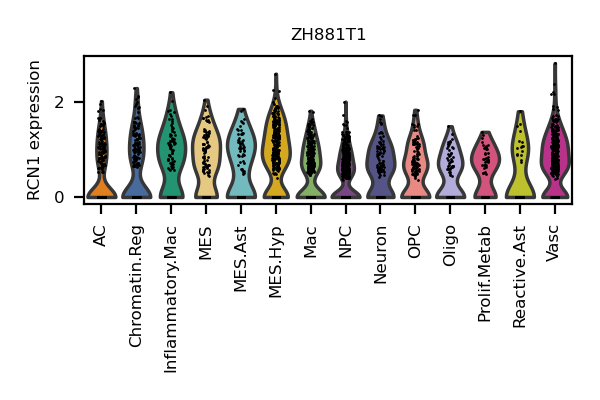 ZH881T1
RCN1 expression
2
0
AC
Chromatin.Reg
Inflammatory.Mac
MES
MES.Ast
MES.Hyp
Mac
NPC
Neuron
OPC
Oligo
Prolif.Metab
Reactive.Ast
Vasc